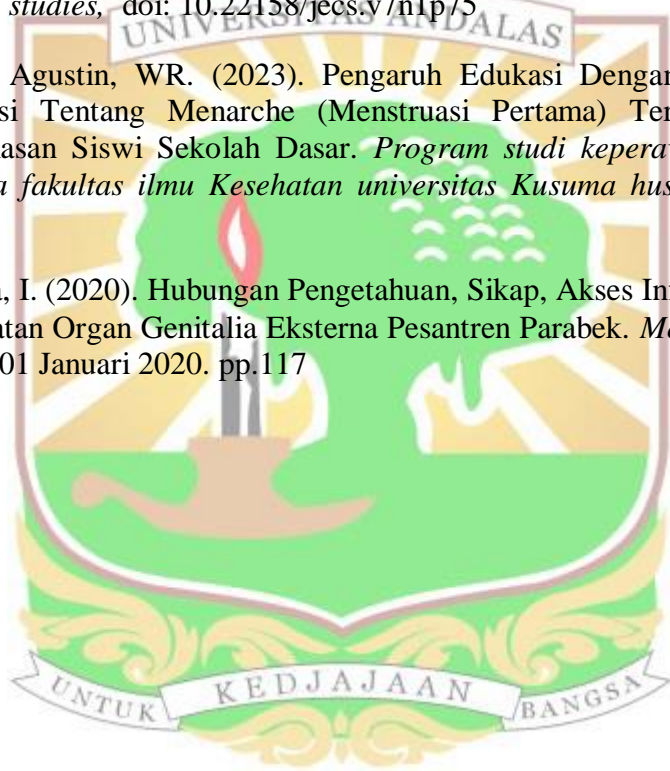 studies, doi: 10.22158/jecs.v7n1p75
UNIVERSITAS ANDALAS
Agustin, WR. (2023). Pengaruh Edukasi Dengan
si Tentang Menarche (Menstruasi Pertama) Ter
asan Siswi Sekolah Dasar. Program studi kepera
a fakultas ilmu Kesehatan universitas Kusuma hus
a, I. (2020). Hubungan Pengetahuan, Sikap, Akses Inf
atan Organ Genitalia Eksterna Pesantren Parabek. Ma
01 Januari 2020. pp.117
UNTUK KEDJAJAAN BANGSA